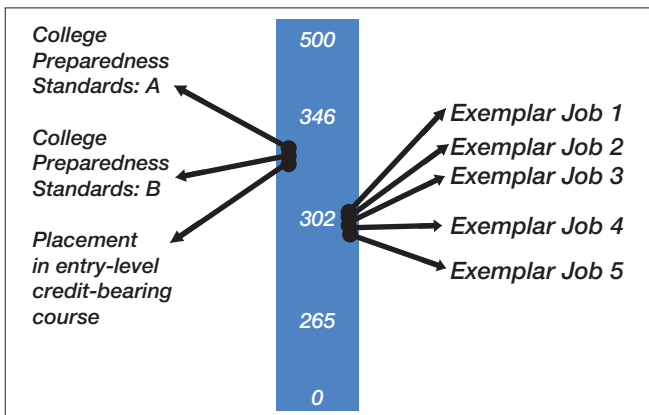 College
Preparedness
Standards: A
College
Preparedness
Standards: B
Placement
in entry-level
credit-bearing
course
500
346
302
265
0
Exemplar Job 1
Exemplar Job 2
Exemplar Job 3
Exemplar Job 4
Exemplar Job 5